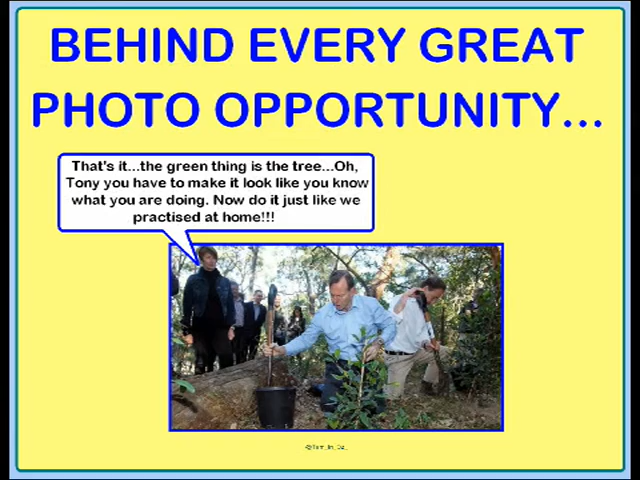 BEHIND EVERY GREAT
PHOTO OPPORTUNITY...
That's it...the green thing is the tree...Oh,
Tony you have to make it look like you know
what you are doing. Now do it just like we
practised at home!!!